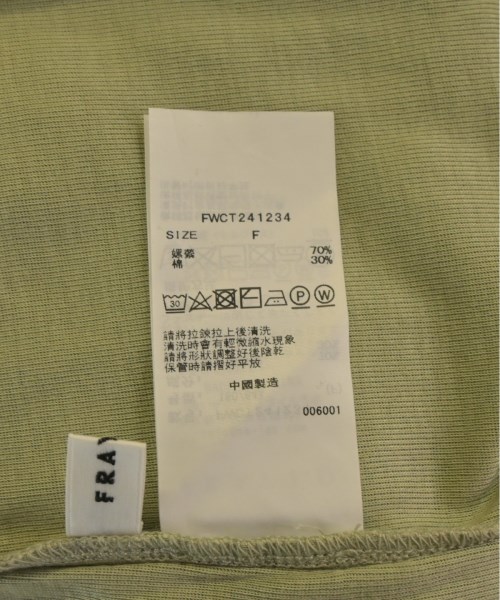 FWCT241234
SIZE F
嫘縈 70%
棉 30%
30 P W
請將拉鍊拉上後清洗
清洗時會有輕微縮水現象
請將形狀調整好後陰乾
保管時請摺好平放
中國製造
006001
FRAY